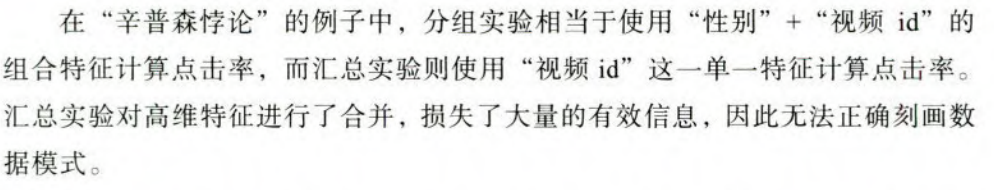 在“辛普森悖论”的例子中，分组实验相当于使用“性别”+“视频 id”的
组合特征计算点击率，而汇总实验则使用“视频 id”这一单一特征计算点击率。
汇总实验对高维特征进行了合并，损失了大量的有效信息，因此无法正确刻画数
据模式。